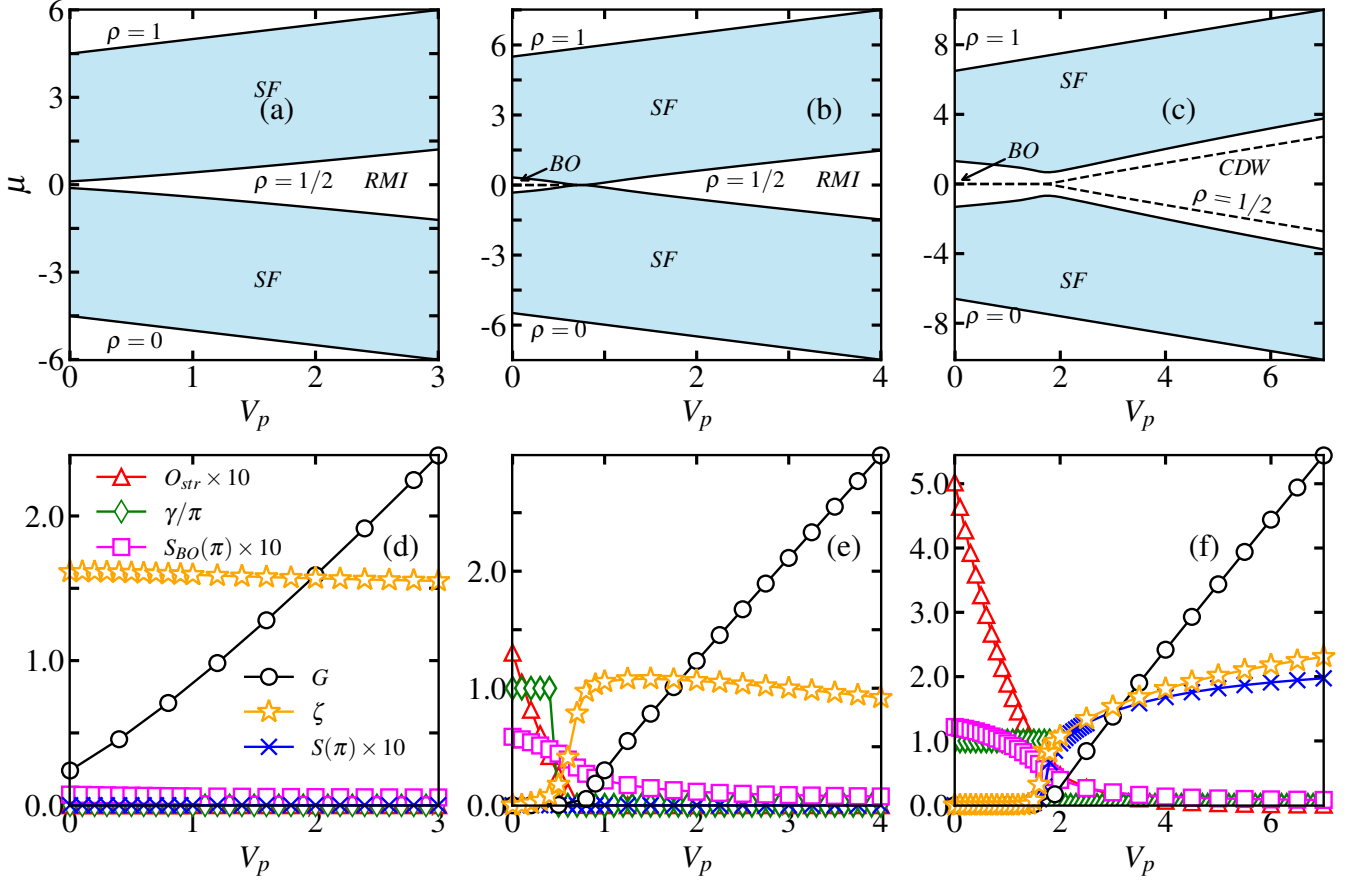 6
3
0
-3
-6
μ
ρ = 1
SF
(a)
ρ = 1/2
RMI
SF
ρ = 0
0
1
2
3
V_p
6
3
0
-3
-6
ρ = 1
SF
(b)
BO
ρ = 1/2
RMI
SF
ρ = 0
0
1
2
3
4
V_p
8
4
0
-4
-8
ρ = 1
SF
(c)
BO
CDW
ρ = 1/2
SF
ρ = 0
0
2
4
6
V_p
2.0
1.0
0.0
O_str × 10
γ/π
S_BO(π) × 10
(d)
G
ζ
S(π) × 10
0
1
2
3
V_p
2.0
1.0
0.0
(e)
0
1
2
3
4
V_p
5.0
4.0
3.0
2.0
1.0
0.0
(f)
0
2
4
6
V_p